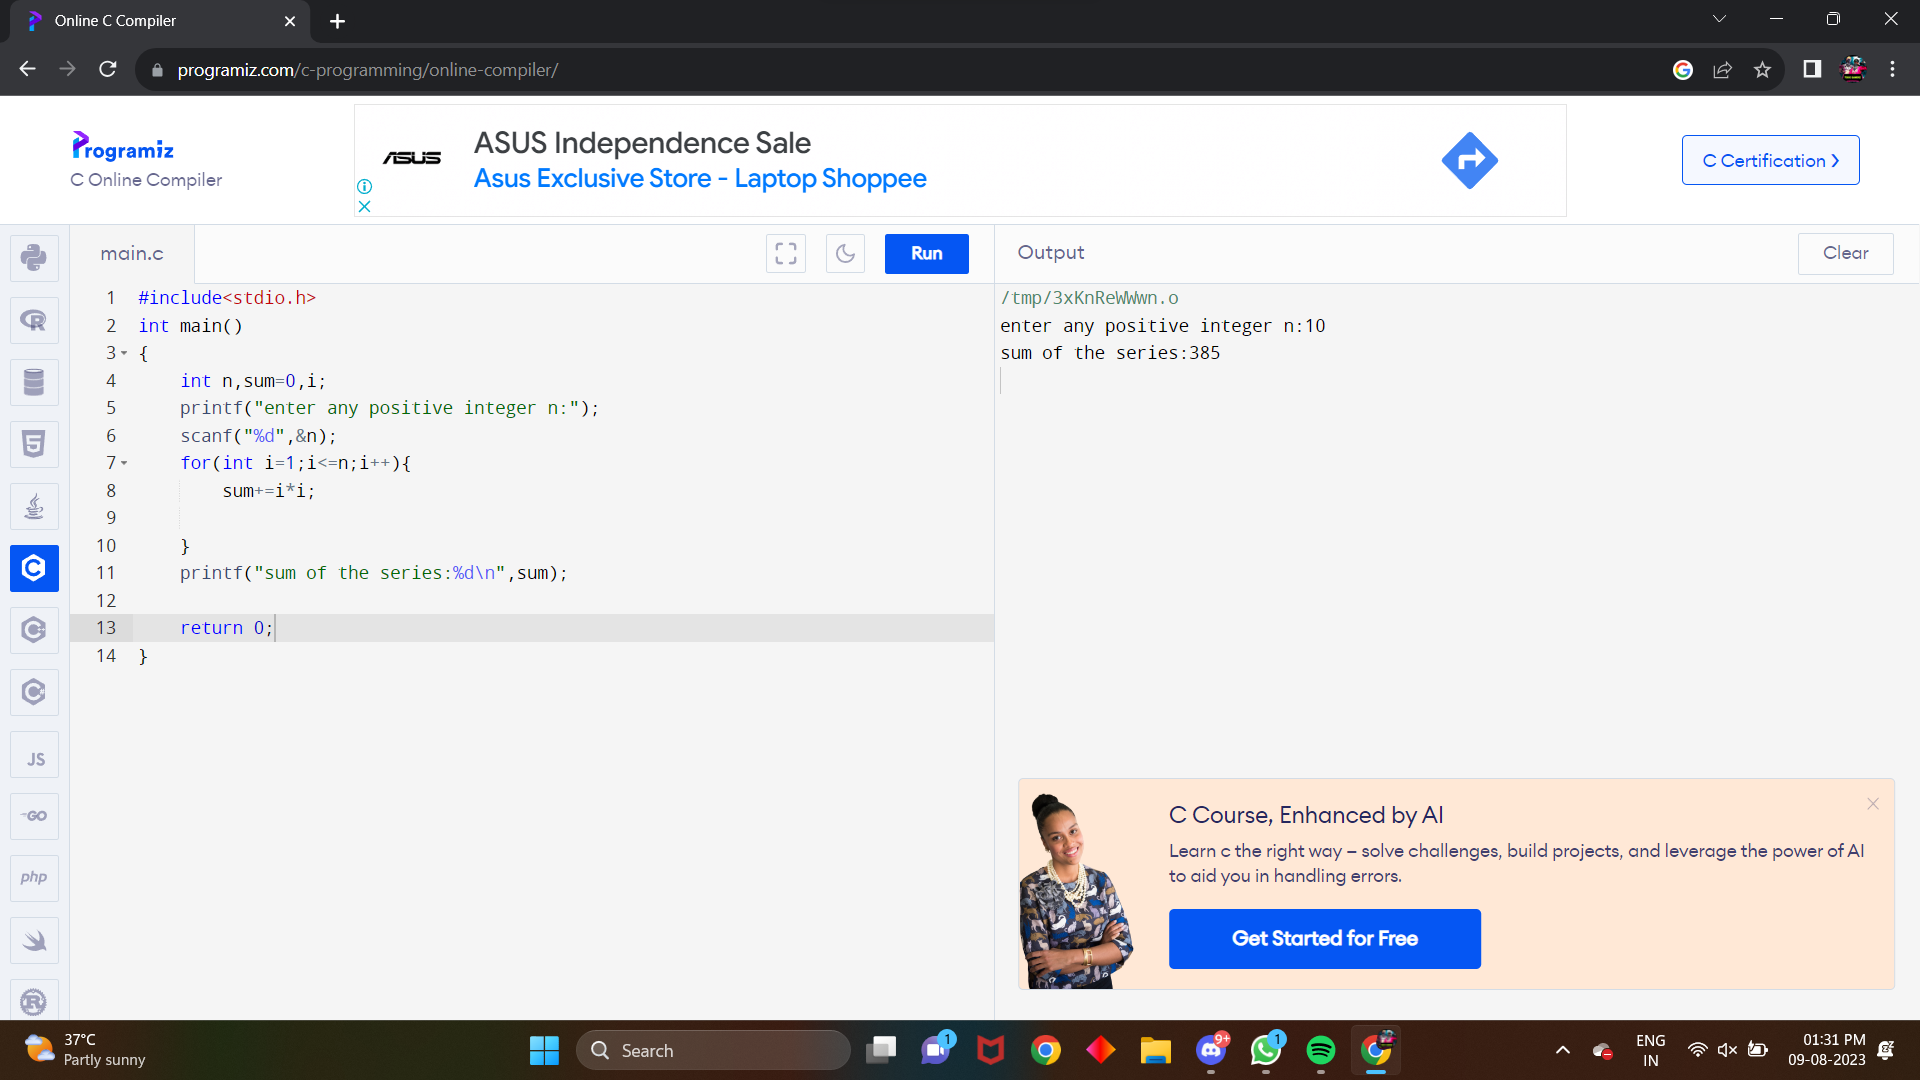 Online C Compiler
programiz.com/c-programming/online-compiler/
Programiz
C Online Compiler
ASUS
ASUS Independence Sale
Asus Exclusive Store - Laptop Shoppee
C Certification
main.c
Run
Output
Clear
1 #include<stdio.h>
2 int main()
3 {
4     int n,sum=0,i;
5     printf("enter any positive integer n:");
6     scanf("%d",&n);
7     for(int i=1;i<=n;i++){
8         sum+=i*i;
9
10     }
11     printf("sum of the series:%d\n",sum);
12
13     return 0;
14 }
/tmp/3xKnReWWwn.o
enter any positive integer n:10
sum of the series:385
JS
GO
php
C Course, Enhanced by AI
Learn c the right way – solve challenges, build projects, and leverage the power of AI
to aid you in handling errors.
Get Started for Free
37°C
Partly sunny
Search
1
9+
1
ENG
IN
01:31 PM
09-08-2023